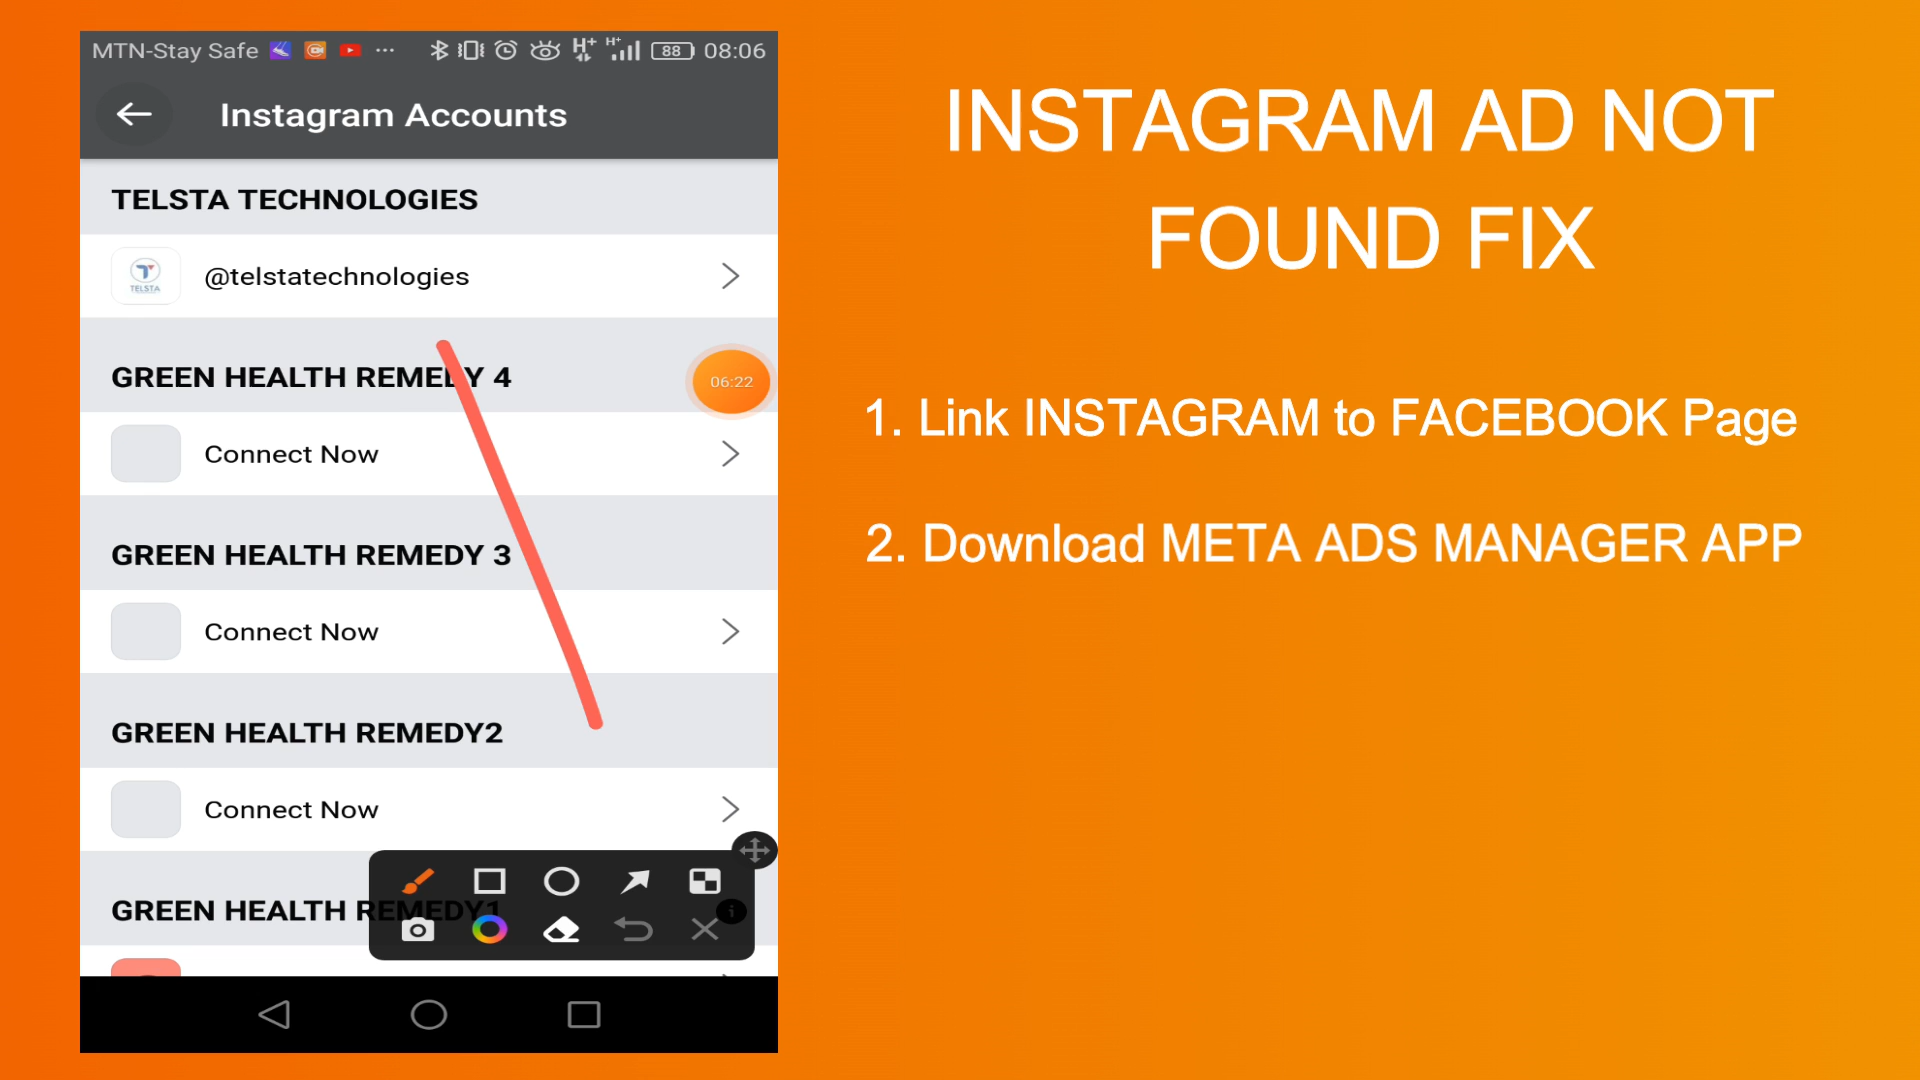 MTN-Stay Safe
H+
H+
88
08:06
Instagram Accounts
TELSTA TECHNOLOGIES
TELSTA
@telstatechnologies
GREEN HEALTH REMEDY 4
06:22
Connect Now
GREEN HEALTH REMEDY 3
Connect Now
GREEN HEALTH REMEDY2
Connect Now
GREEN HEALTH REMEDY1
INSTAGRAM AD NOT
FOUND FIX
1. Link INSTAGRAM to FACEBOOK Page
2. Download META ADS MANAGER APP